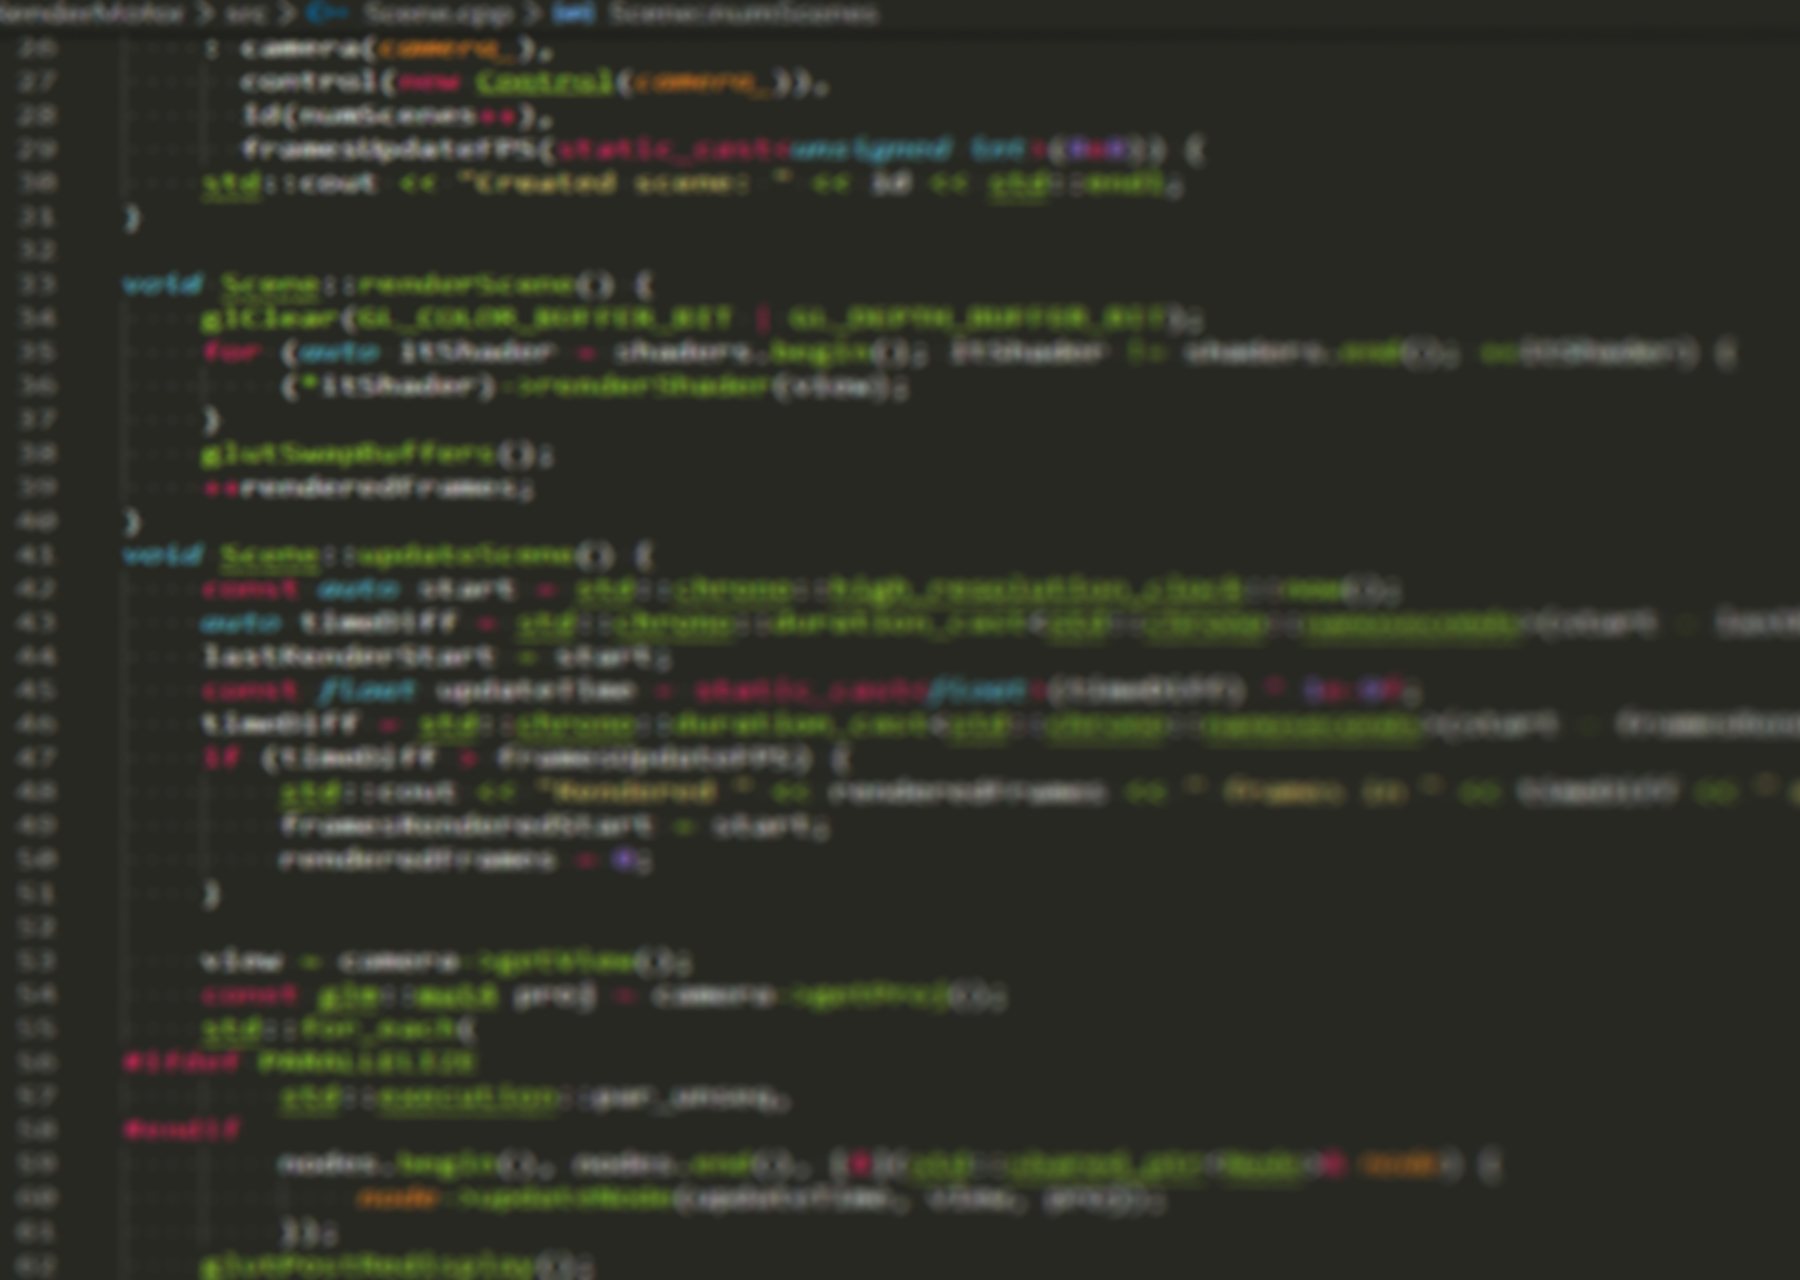 src > Scene.cpp > Scene::numScenes
26 : camera(camera_),
27 control(new Control(camera_)),
28 id(numScenes++),
29 framesUpdateFPS(static_cast<unsigned int>
30 std::cout << "Created scene: " << id << std::endl;
31 }
32
33 void Scene::renderScene() {
34 glClear(GL_COLOR_BUFFER_BIT | GL_DEPTH_BUFFER_BIT);
35 for (auto itShader = shaders.begin(); itShader != shaders.end(); ++itShader) {
36 (*itShader)->renderShader(view);
37 }
38 glutSwapBuffers();
39 ++renderedFrames;
40 }
41 void Scene::updateScene() {
42 const auto start = std::chrono::high_resolution_clock::now();
43 auto timeDiff = std::chrono::duration_cast<std::chrono::nanoseconds>(start -
44 lastRenderStart = start;
45 const float updateTime = static_cast<float>(timeDiff) *
46 timeDiff = std::chrono::duration_cast<std::chrono::nanoseconds>(start -
47 if (timeDiff > framesUpdateFPS) {
48 std::cout << "Rendered " << renderedFrames << " frames in " << timeDiff << "
49 framesRenderedStart = start;
50 renderedFrames = 0;
51 }
52
53 view = camera->getView();
54 const glm::mat4 proj = camera->getProj();
55 std::for_each(
56 #ifdef PARALLELIZE
57 std::execution::par_unseq,
58 #endif
59 nodes.begin(), nodes.end(), [&](std::shared_ptr<Node>& node) {
60 node->updateNode(updateTime, view, proj);
61 });
62 glutPostRedisplay();